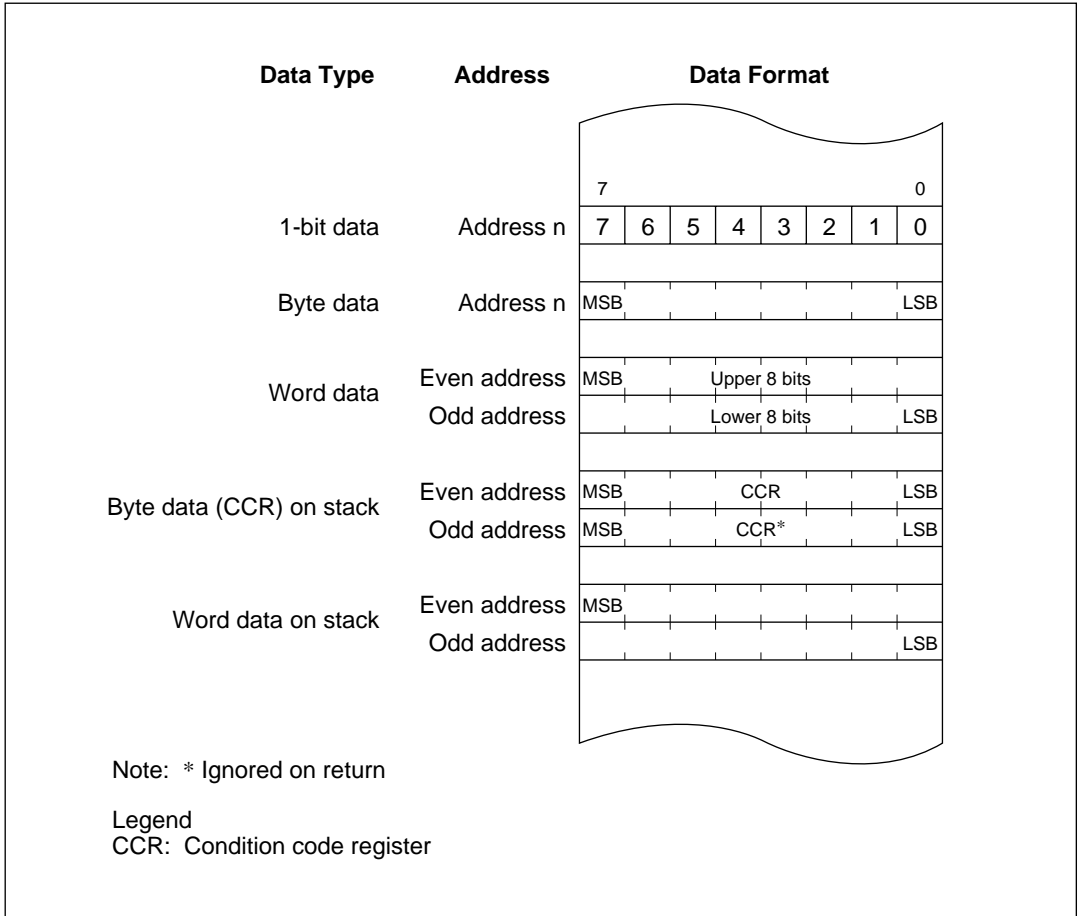 Data Type Address Data Format
7 0
1-bit data Address n 7 6 5 4 3 2 1 0
Byte data Address n MSB LSB
Word data
Even address MSB Upper 8 bits
Odd address Lower 8 bits LSB
Byte data (CCR) on stack
Even address MSB CCR LSB
Odd address MSB CCR* LSB
Word data on stack
Even address MSB
Odd address LSB
Note: * Ignored on return
Legend
CCR: Condition code register